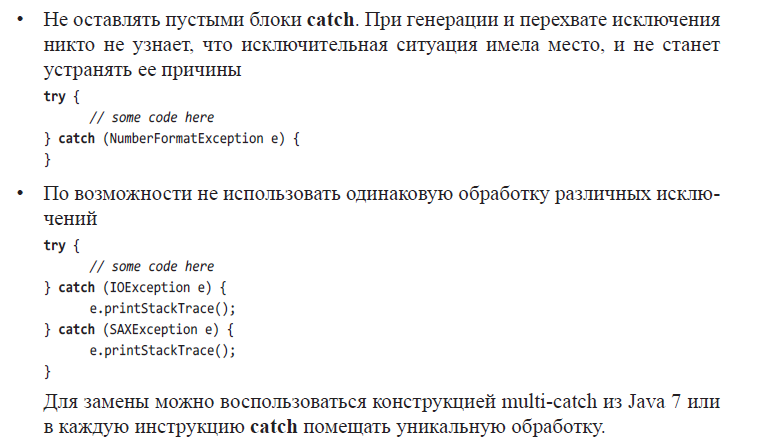 • Не оставлять пустыми блоки catch. При генерации и перехвате исключения
никто не узнает, что исключительная ситуация имела место, и не станет
устранять ее причины
try {
// some code here
} catch (NumberFormatException e) {
}
• По возможности не использовать одинаковую обработку различных исклю-
чений
try {
// some code here
} catch (IOException e) {
e.printStackTrace();
} catch (SAXException e) {
e.printStackTrace();
}
Для замены можно воспользоваться конструкцией multi-catch из Java 7 или
в каждую инструкцию catch помещать уникальную обработку.